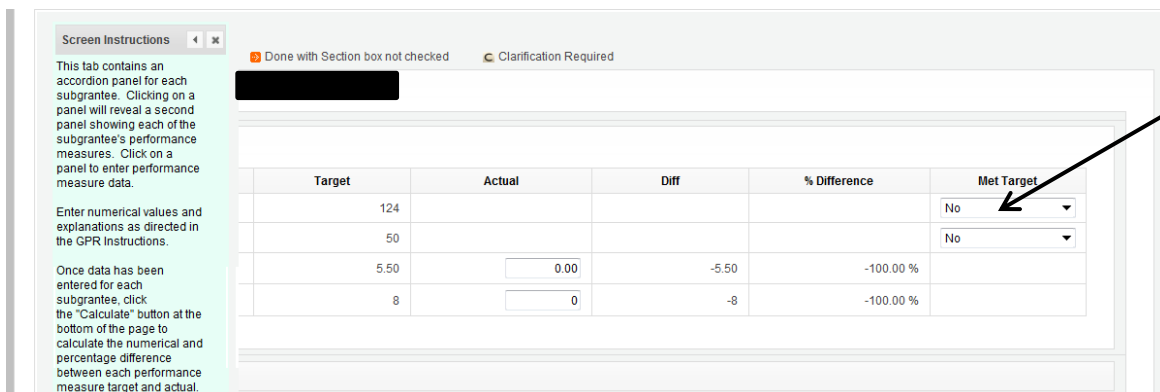 Screen Instructions
This tab contains an
accordion panel for each
subgrantee. Clicking on a
panel will reveal a second
panel showing each of the
subgrantee's performance
measures. Click on a
panel to enter performance
measure data.
Enter numerical values and
explanations as directed in
the GPR Instructions.
Once data has been
entered for each
subgrantee, click
the "Calculate" button at the
bottom of the page to
calculate the numerical and
percentage difference
between each performance
measure target and actual.
Done with Section box not checked C Clarification Required
Target Actual Diff % Difference Met Target
124 No
50 No
5.50 0.00 -5.50 -100.00 %
8 0 -8 -100.00 %